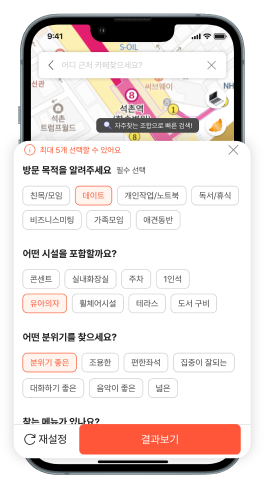 9:41
S-OIL
어디 근처 카페찾으세요?
신관
씨브웨이
NH
8
석촌역
1
석촌
트럼프월드
🔍 자주찾는 조합으로 빠른 검색!
8
최대 5개 선택할 수 있어요
방문 목적을 알려주세요 필수 선택
친목/모임 데이트 개인작업/노트북 독서/휴식
비즈니스미팅 가족모임 애견동반
어떤 시설을 포함할까요?
콘센트 실내화장실 주차 1인석
유아의자 휠체어시설 테라스 도서 구비
어떤 분위기를 찾으세요?
분위기 좋은 조용한 편한좌석 집중이 잘되는
대화하기 좋은 음악이 좋은 넓은
찾는 메뉴가 있나요?
재설정 결과보기